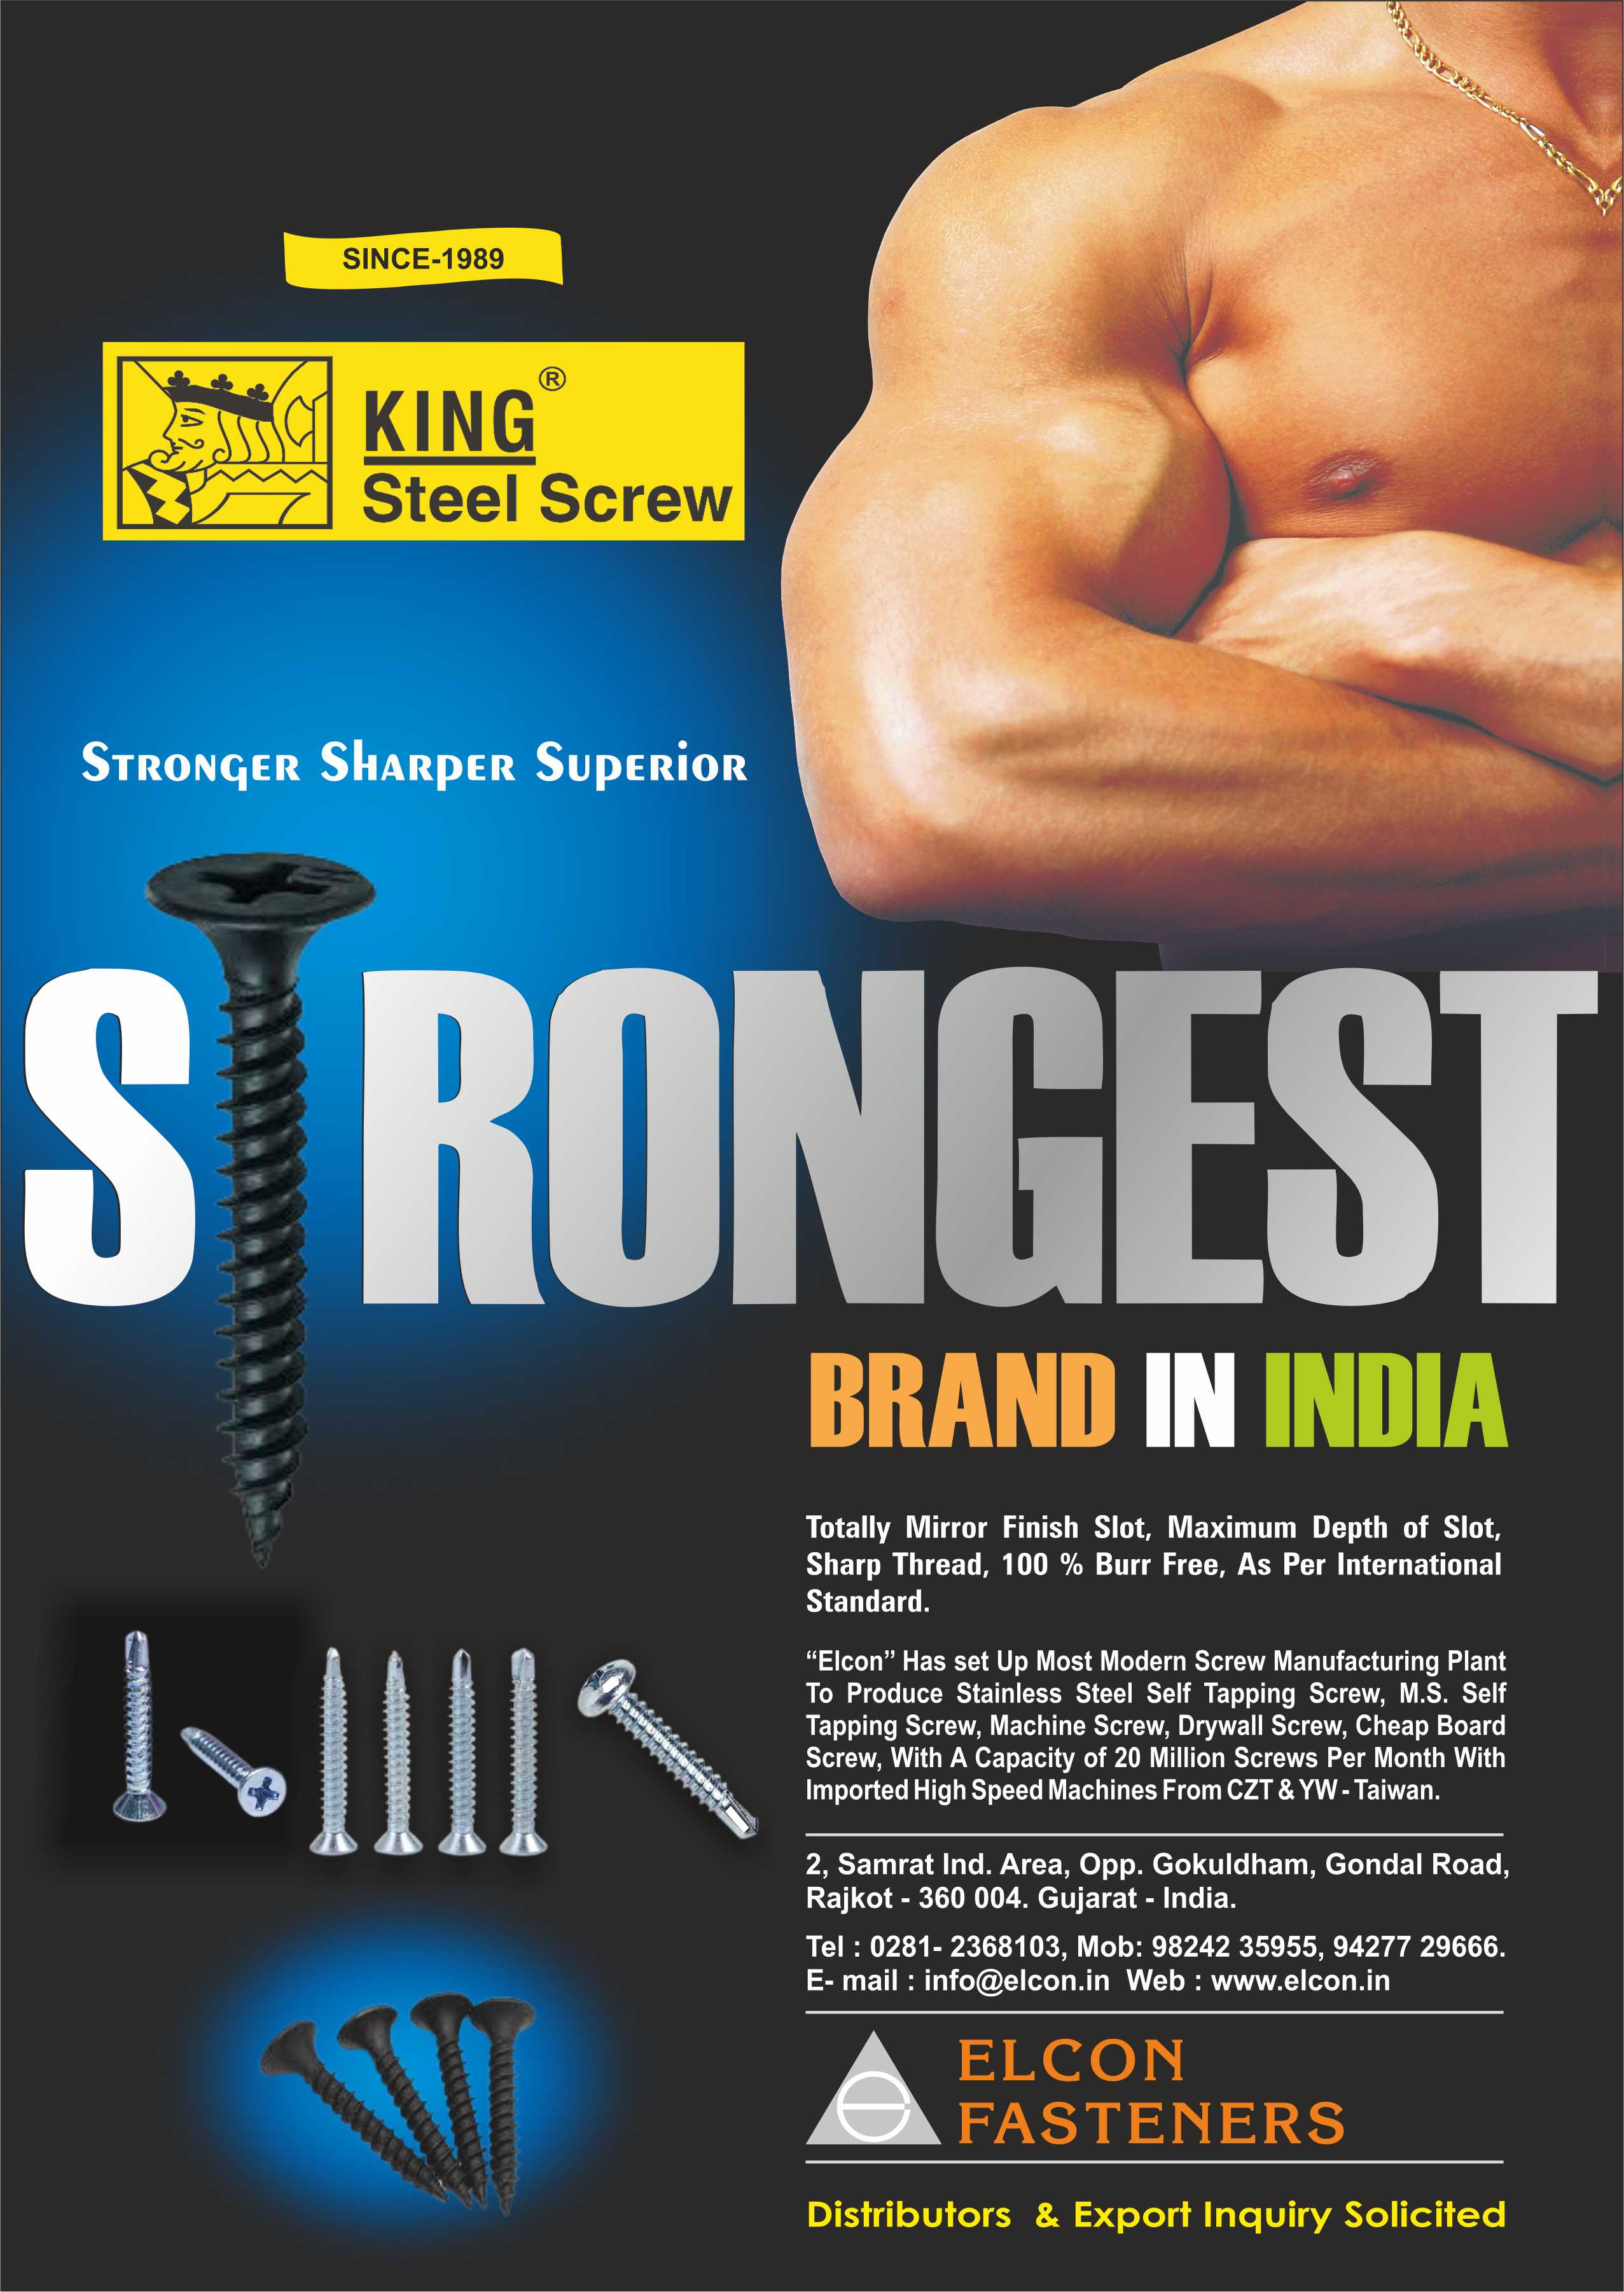 SINCE-1989
KING ®
Steel Screw
Stronger Sharper Superior
STRONGEST
BRAND IN INDIA
Totally Mirror Finish Slot, Maximum Depth of Slot,
Sharp Thread, 100 % Burr Free, As Per International
Standard.
“Elcon” Has set Up Most Modern Screw Manufacturing Plant
To Produce Stainless Steel Self Tapping Screw, M.S. Self
Tapping Screw, Machine Screw, Drywall Screw, Cheap Board
Screw, With A Capacity of 20 Million Screws Per Month With
Imported High Speed Machines From CZT & YW - Taiwan.
2, Samrat Ind. Area, Opp. Gokuldham, Gondal Road,
Rajkot - 360 004. Gujarat - India.
Tel : 0281- 2368103, Mob: 98242 35955, 94277 29666.
E- mail : info@elcon.in Web : www.elcon.in
ELCON
FASTENERS
Distributors & Export Inquiry Solicited